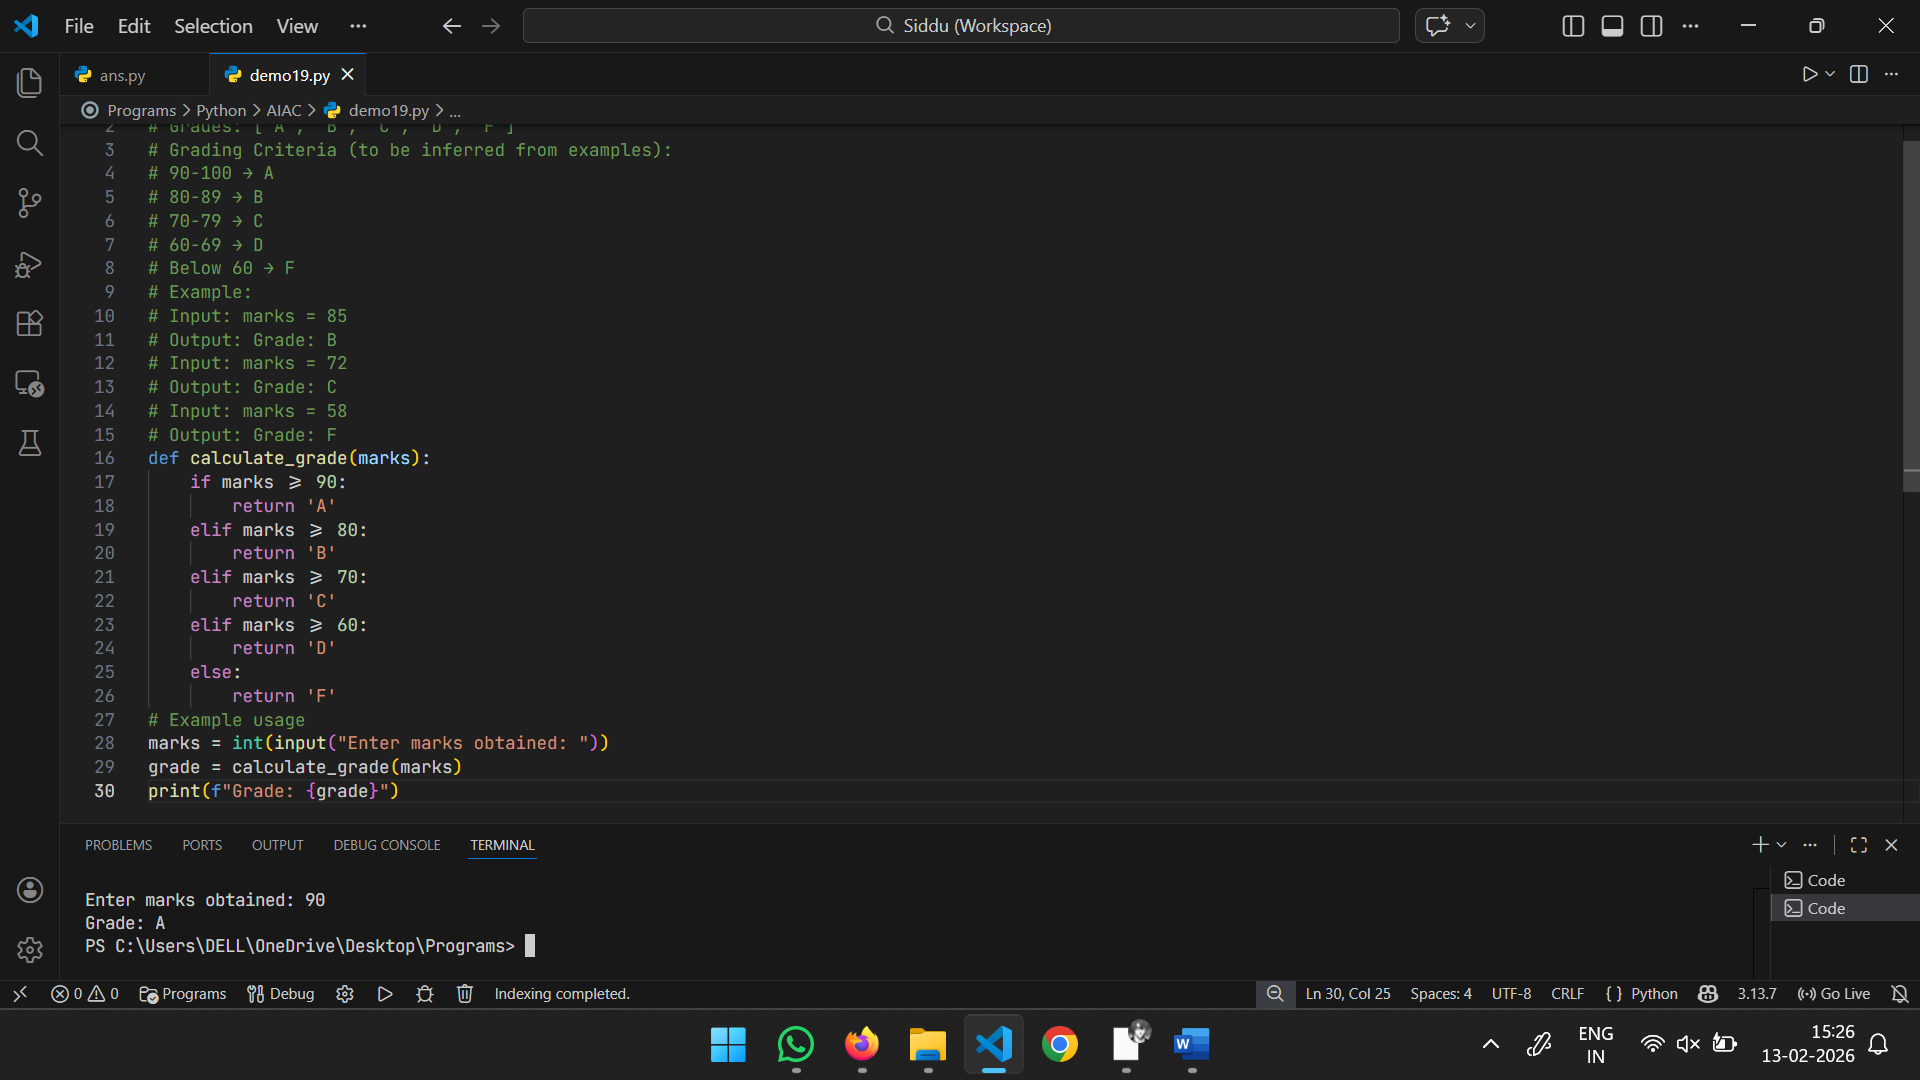 File Edit Selection View ··· Siddu (Workspace)
ans.py demo19.py
Programs > Python > AIAC > demo19.py > ...
2 # Grades: ['A', 'B', 'C', 'D', 'F']
3 # Grading Criteria (to be inferred from examples):
4 # 90-100 → A
5 # 80-89 → B
6 # 70-79 → C
7 # 60-69 → D
8 # Below 60 → F
9 # Example:
10 # Input: marks = 85
11 # Output: Grade: B
12 # Input: marks = 72
13 # Output: Grade: C
14 # Input: marks = 58
15 # Output: Grade: F
16 def calculate_grade(marks):
17 if marks ≥ 90:
18 return 'A'
19 elif marks ≥ 80:
20 return 'B'
21 elif marks ≥ 70:
22 return 'C'
23 elif marks ≥ 60:
24 return 'D'
25 else:
26 return 'F'
27 # Example usage
28 marks = int(input("Enter marks obtained: "))
29 grade = calculate_grade(marks)
30 print(f"Grade: {grade}")
PROBLEMS PORTS OUTPUT DEBUG CONSOLE TERMINAL
Code
Code
Enter marks obtained: 90
Grade: A
PS C:\Users\DELL\OneDrive\Desktop\Programs>
0 0 Programs Debug Indexing completed. Ln 30, Col 25 Spaces: 4 UTF-8 CRLF { } Python 3.13.7 Go Live
ENG
IN
15:26
13-02-2026